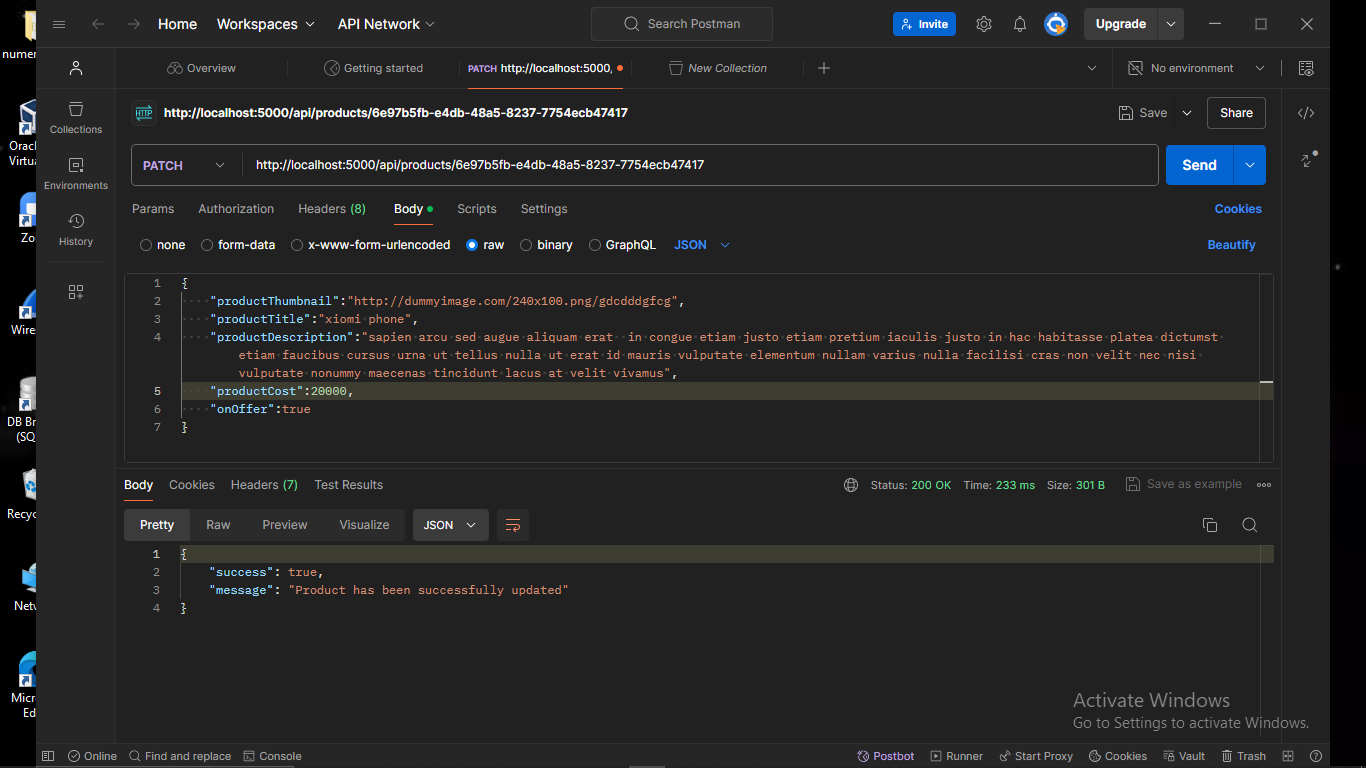 Home Workspaces API Network Search Postman Invite Upgrade
Overview Getting started PATCH http://localhost:5000, New Collection No environment
HTTP http://localhost:5000/api/products/6e97b5fb-e4db-48a5-8237-7754ecb47417 Save Share
PATCH http://localhost:5000/api/products/6e97b5fb-e4db-48a5-8237-7754ecb47417 Send
Params Authorization Headers (8) Body Scripts Settings Cookies
none form-data x-www-form-urlencoded raw binary GraphQL JSON Beautify
1 {
2 "productThumbnail":"http://dummyimage.com/240x100.png/gdcdddgfcg",
3 "productTitle":"xiomi phone",
4 "productDescription":"sapien arcu sed augue aliquam erat  in congue etiam justo etiam pretium iaculis justo in hac habitasse platea dictumst
etiam faucibus cursus urna ut tellus nulla ut erat id mauris vulputate elementum nullam varius nulla facilisi cras non velit nec nisi
vulputate nonummy maecenas tincidunt lacus at velit vivamus",
5 "productCost":20000,
6 "onOffer":true
7 }
Body Cookies Headers (7) Test Results Status: 200 OK Time: 233 ms Size: 301 B Save as example
Pretty Raw Preview Visualize JSON
1 {
2 "success": true,
3 "message": "Product has been successfully updated"
4 }
Collections
Environments
History
numer
Orac
Virtu
Zo
Wire
DB Br
(SQ
Recyc
Netv
Micr
Ed
Activate Windows
Go to Settings to activate Windows.
Online Find and replace Console Postbot Runner Start Proxy Cookies Vault Trash